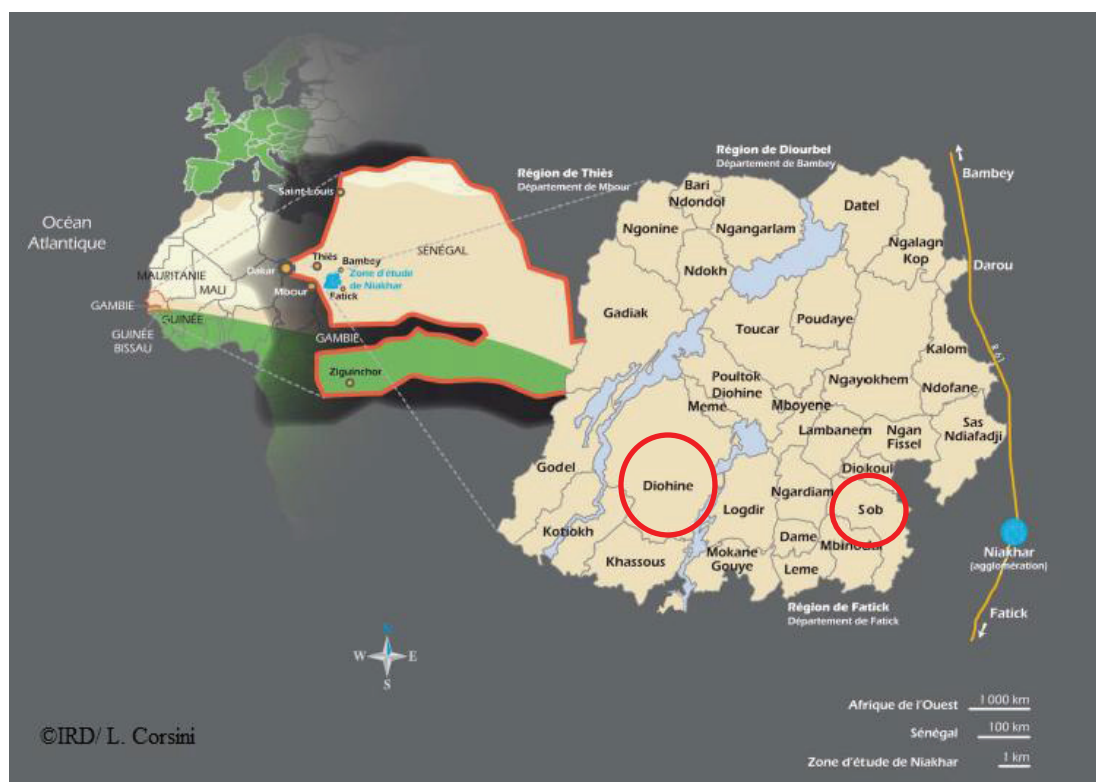 Océan
Atlantique
MAURITANIE
MALI
GAMBIE
GUINÉE
GUINÉE
BISSAU
Saint-Louis
Dakar
Thiès
Mbour
Bambey
Zone d'étude
de Niakhar
Fatick
SÉNÉGAL
GAMBIE
Ziguinchor
Région de Thiès
Département de Mbour
Région de Diourbel
Département de Bambey
Bari
Ndondol
Ngonine
Ngangarlam
Datel
Ndokh
Ngalagn
Kop
Gadiak
Toucar
Poudaye
Kalom
Poultok
Diohine
Meme
Mboyene
Ngayokhem
Ndofane
Lambanem
Ngan
Fissel
Sas
Ndiafadji
Godel
Diohine
Logdir
Ngardiam
Diokoul
Sob
Kotiokh
Khassous
Mokane
Gouye
Dame
Leme
Région de Fatick
Département de Fatick
Bambey
Darou
R 61
Niakhar
(agglomération)
Fatick
W
E
S
©IRD/ L. Corsini
Afrique de l'Ouest
1 000 km
Sénégal
100 km
Zone d'étude de Niakhar
1 km